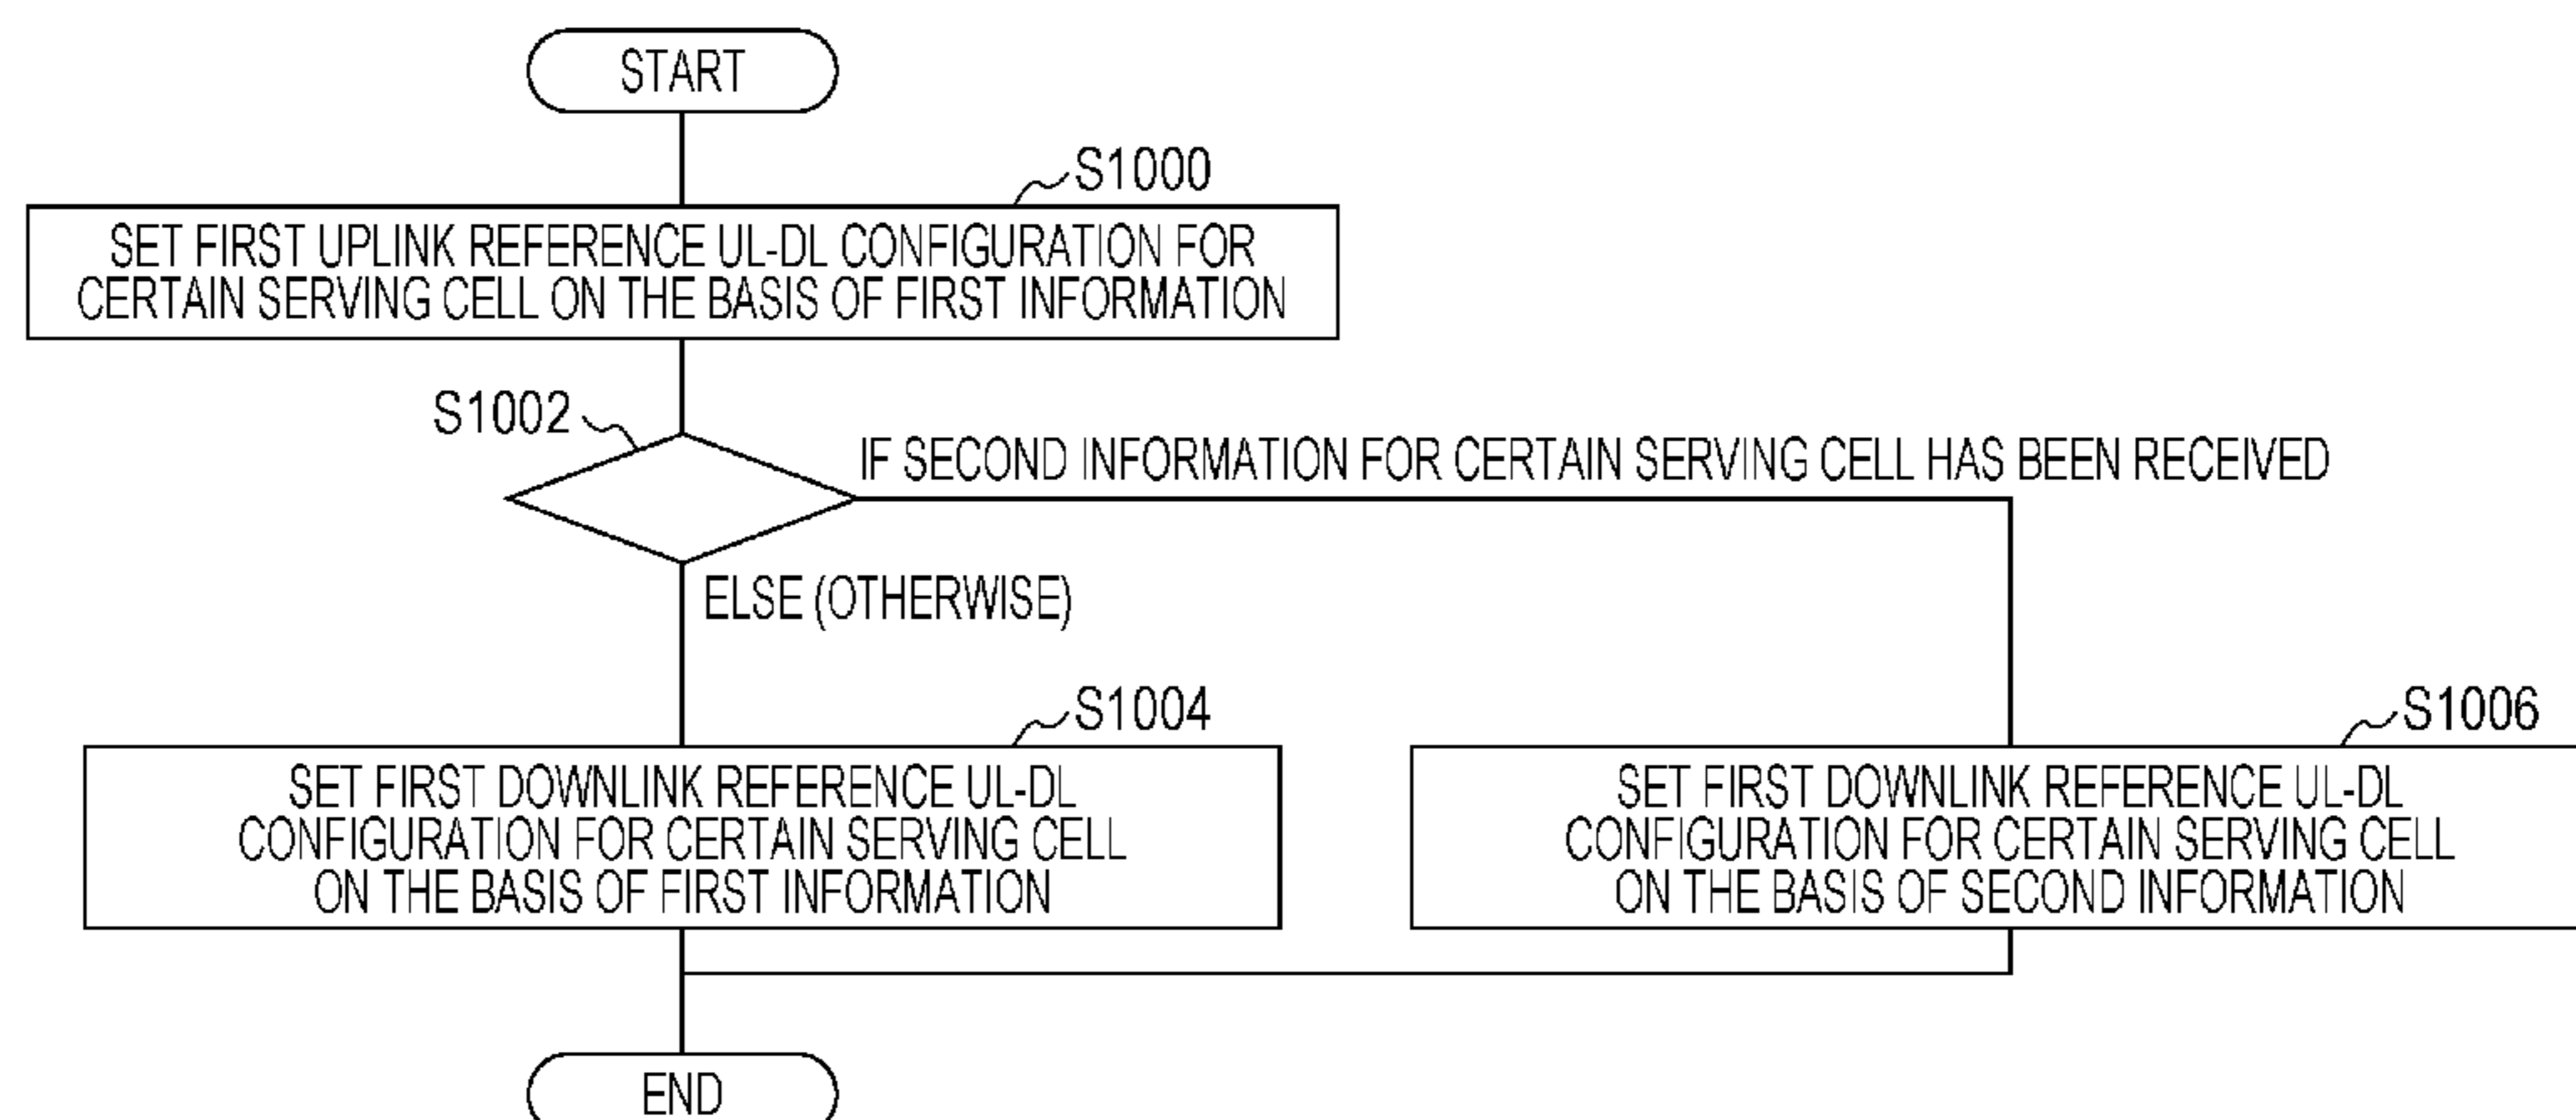 START
S1000
SET FIRST UPLINK REFERENCE UL-DL CONFIGURATION FOR
CERTAIN SERVING CELL ON THE BASIS OF FIRST INFORMATION
S1002
IF SECOND INFORMATION FOR CERTAIN SERVING CELL HAS BEEN RECEIVED
ELSE (OTHERWISE)
S1004
SET FIRST DOWNLINK REFERENCE UL-DL
CONFIGURATION FOR CERTAIN SERVING CELL
ON THE BASIS OF FIRST INFORMATION
S1006
SET FIRST DOWNLINK REFERENCE UL-DL
CONFIGURATION FOR CERTAIN SERVING CELL
ON THE BASIS OF SECOND INFORMATION
END